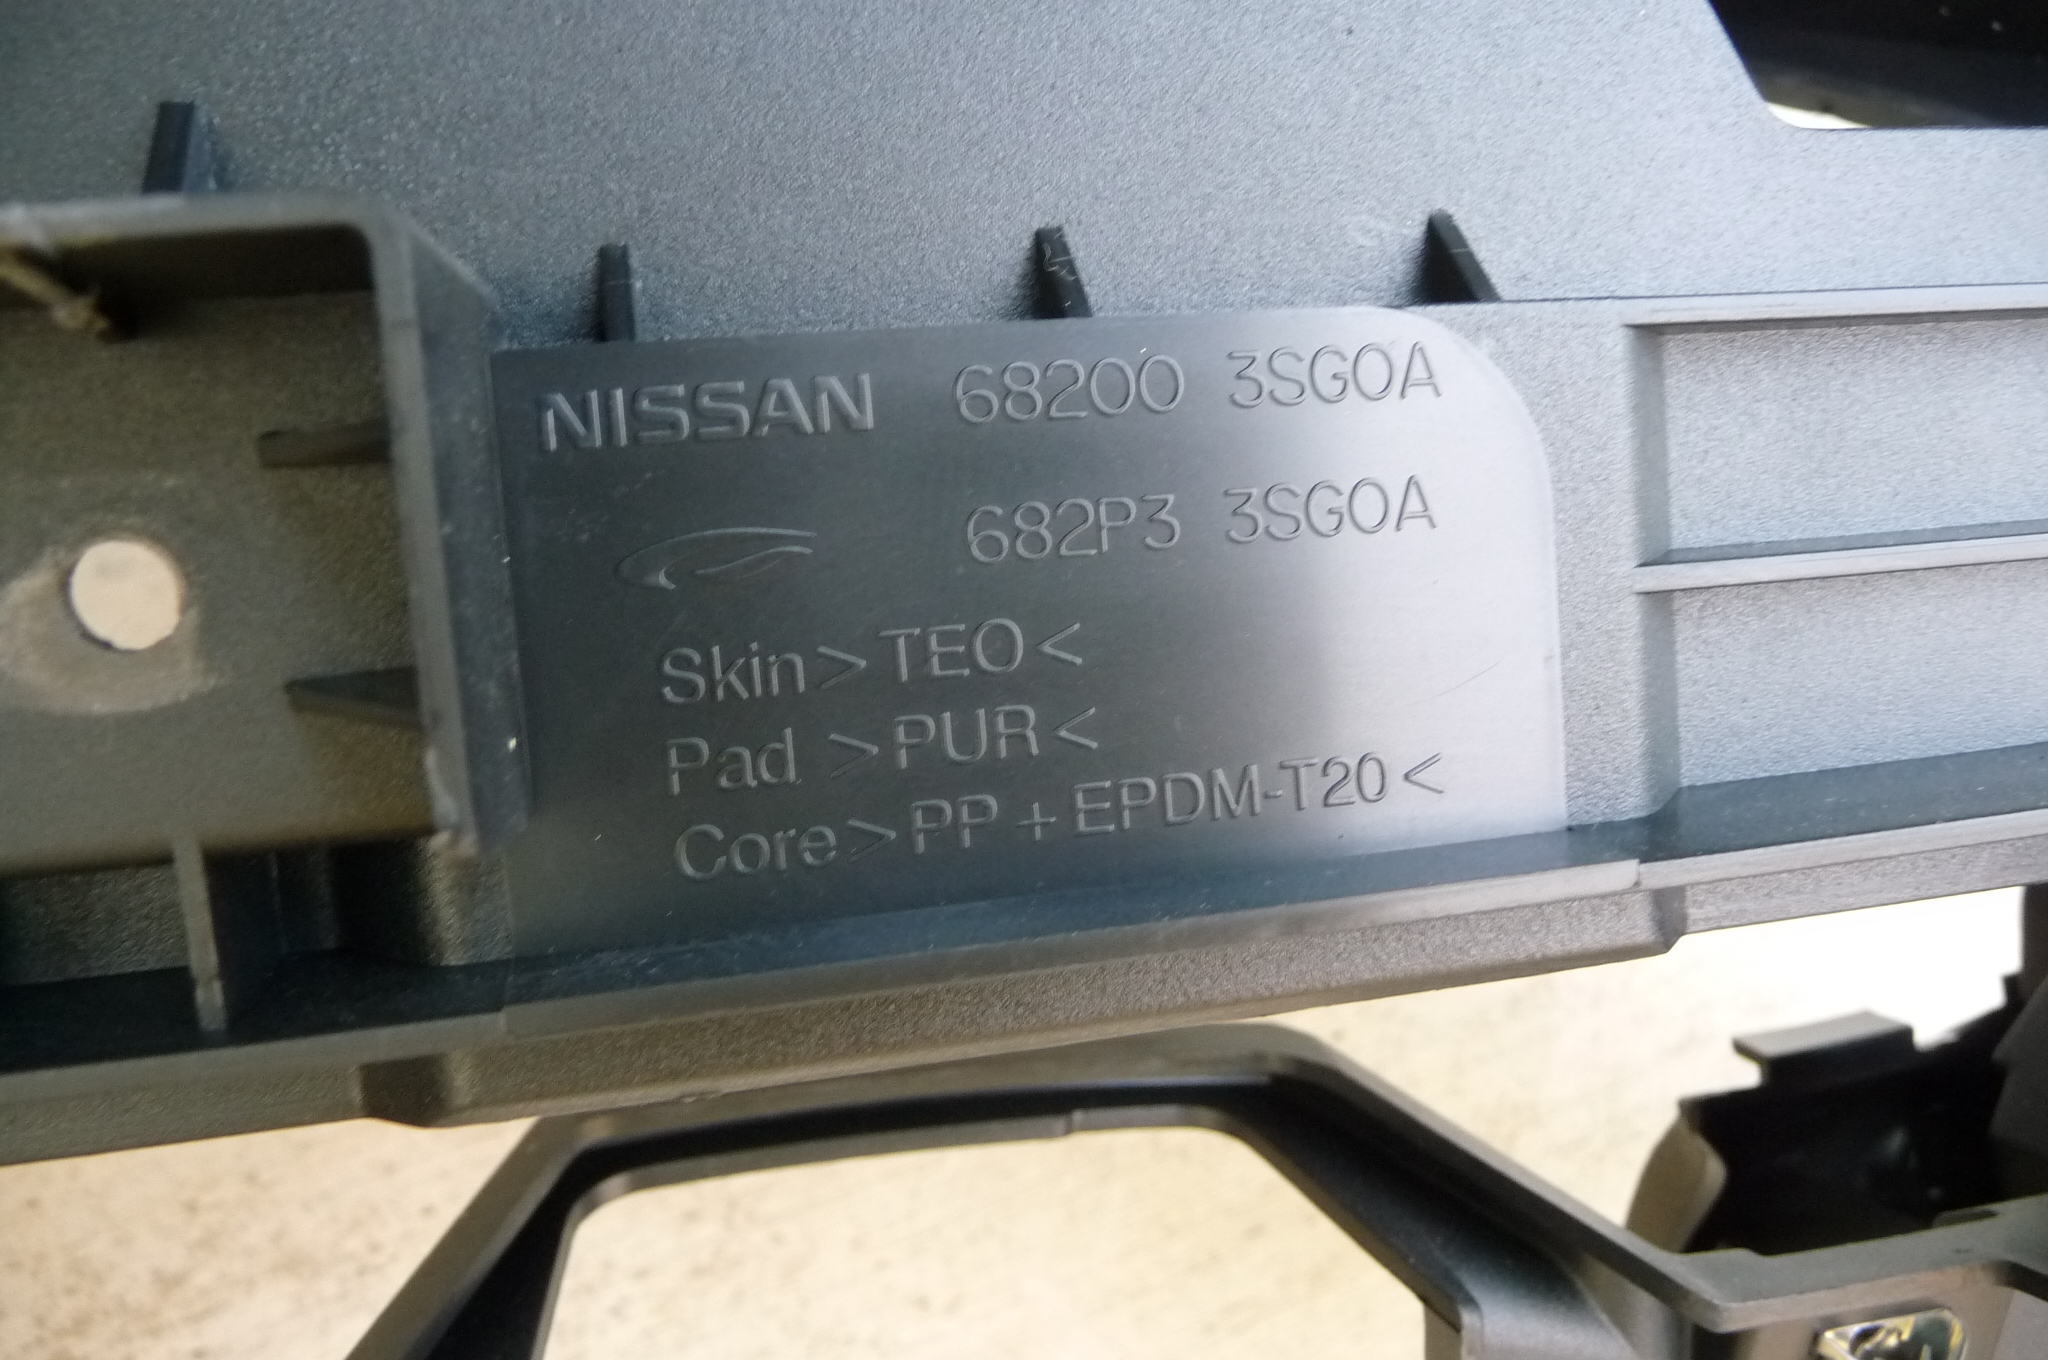 NISSAN 68200 3SG0A
682P3 3SG0A
Skin>TEO<
Pad >PUR<
Core>PP+EPDM-T20<